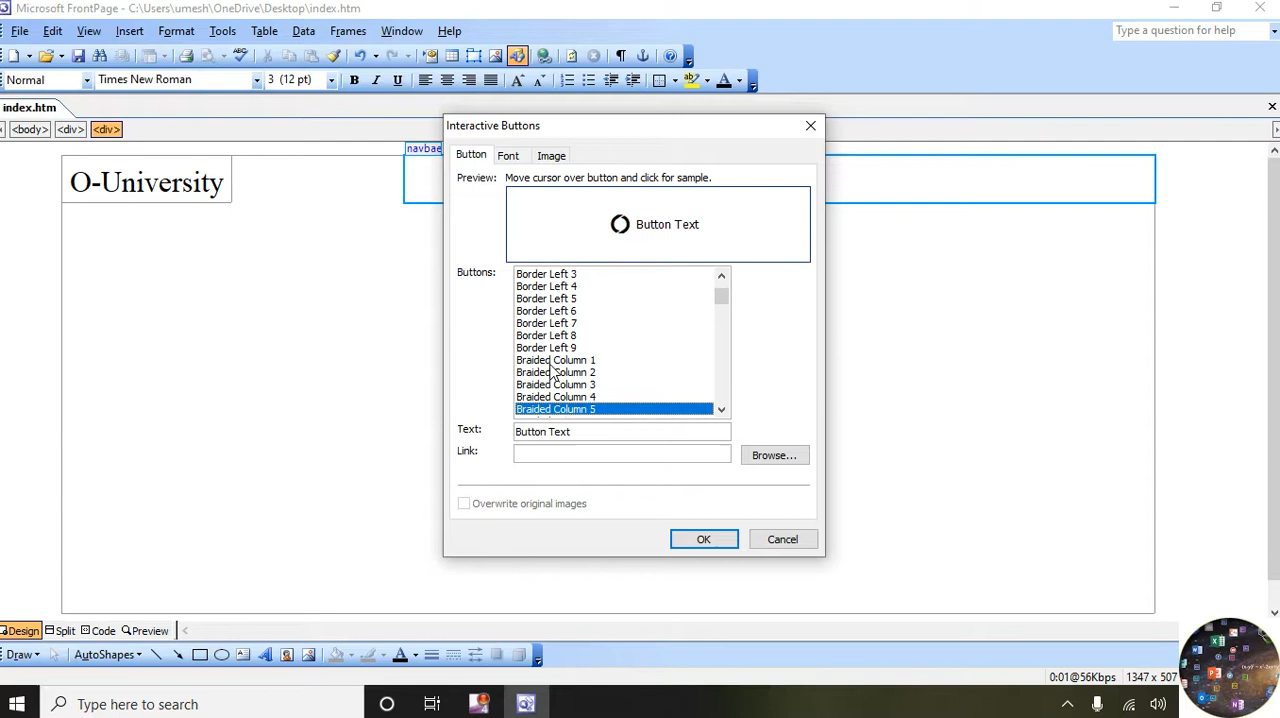 Microsoft FrontPage - C:\Users\umesh\OneDrive\Desktop\index.htm
File Edit View Insert Format Tools Table Data Frames Window Help
Type a question for help
Normal Times New Roman 3 (12 pt) B I U A A ab A
index.htm
<body> <div> <div>
navbae
O-University
Interactive Buttons
Button Font Image
Preview: Move cursor over button and click for sample.
Button Text
Buttons:
Border Left 3
Border Left 4
Border Left 5
Border Left 6
Border Left 7
Border Left 8
Border Left 9
Braided Column 1
Braided Column 2
Braided Column 3
Braided Column 4
Braided Column 5
Text: Button Text
Link:
Browse...
Overwrite original images
OK Cancel
Design Split Code Preview
Draw AutoShapes A
0:01@56Kbps 1347 x 507
Type here to search